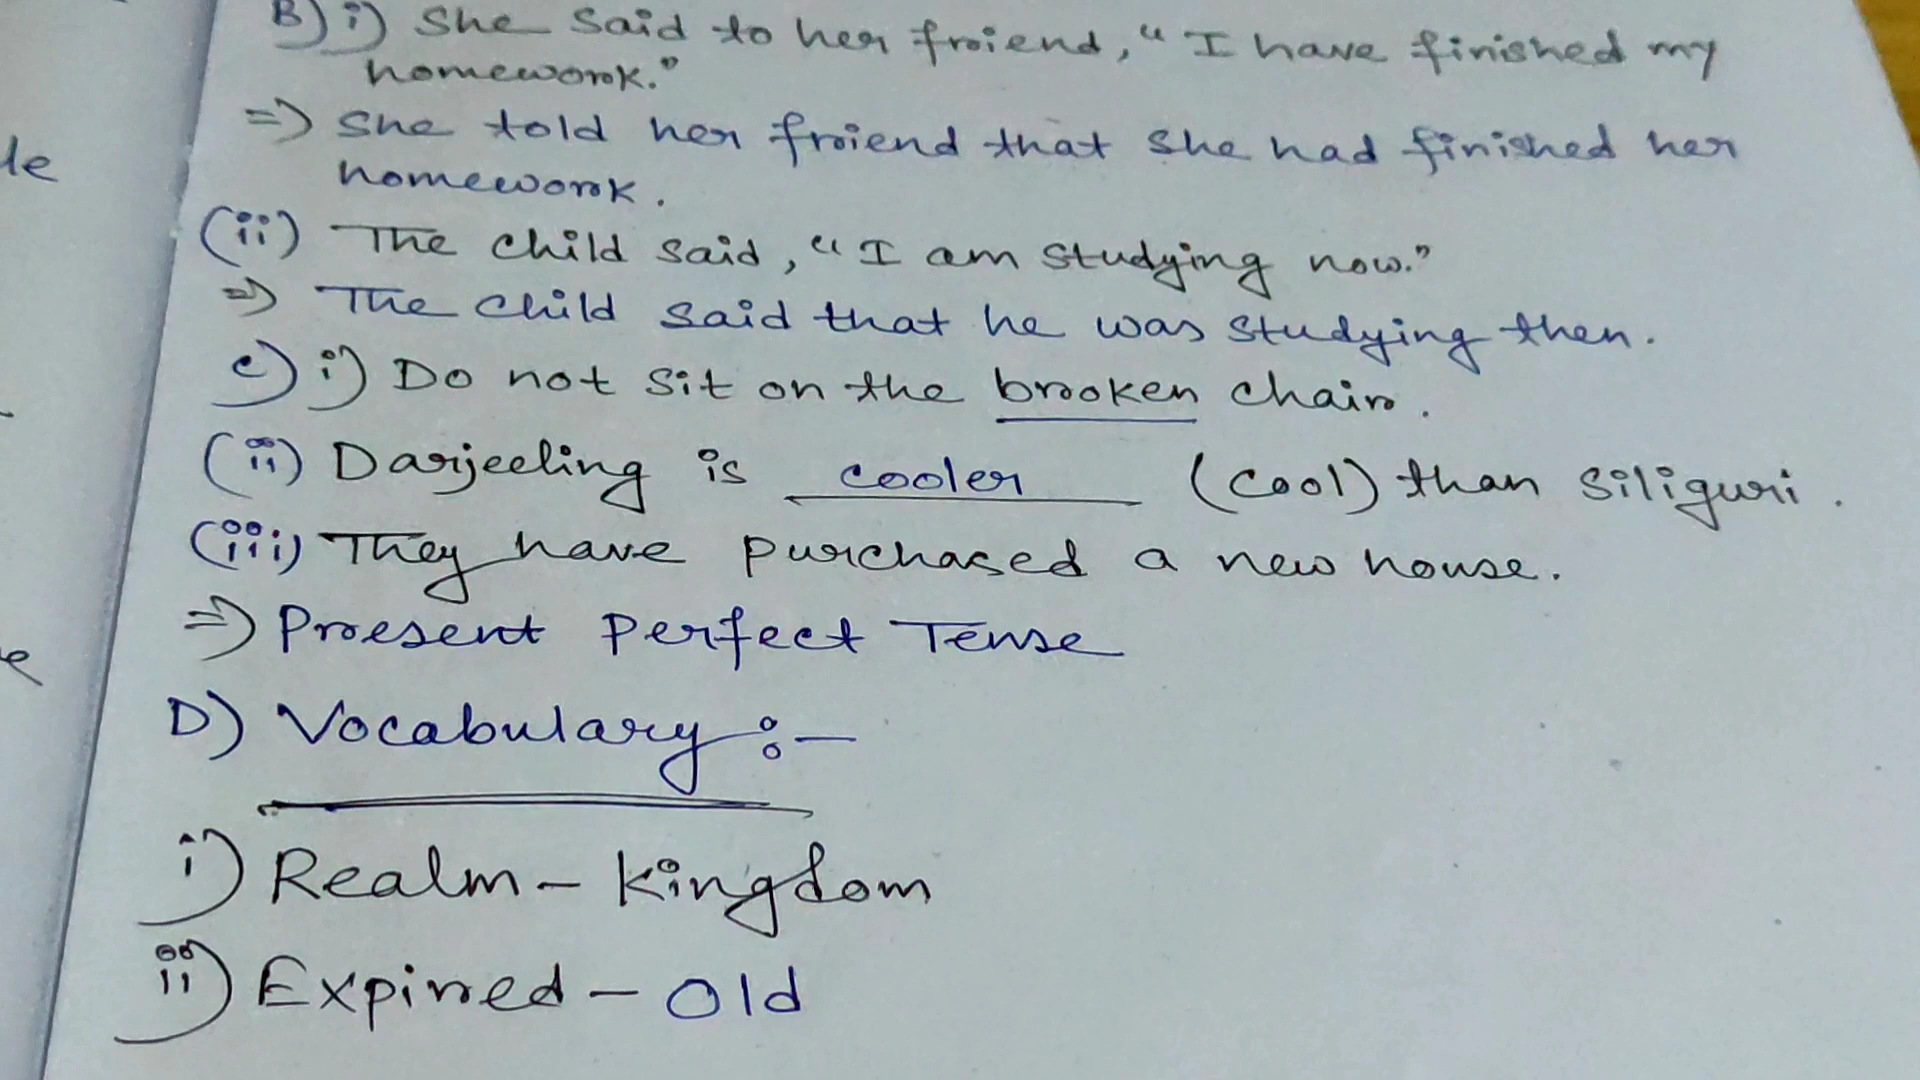 B) i) She said to her friend, "I have finished my
homework."
=> She told her friend that she had finished her
homework.
(ii) The child said, "I am studying now."
=> The child said that he was studying then.
c) i) Do not sit on the broken chair.
(ii) Darjeeling is cooler (cool) than Siliguri.
(iii) They have purchased a new house.
=> Present Perfect Tense
D) Vocabulary :-
i) Realm - Kingdom
ii) Expired - Old